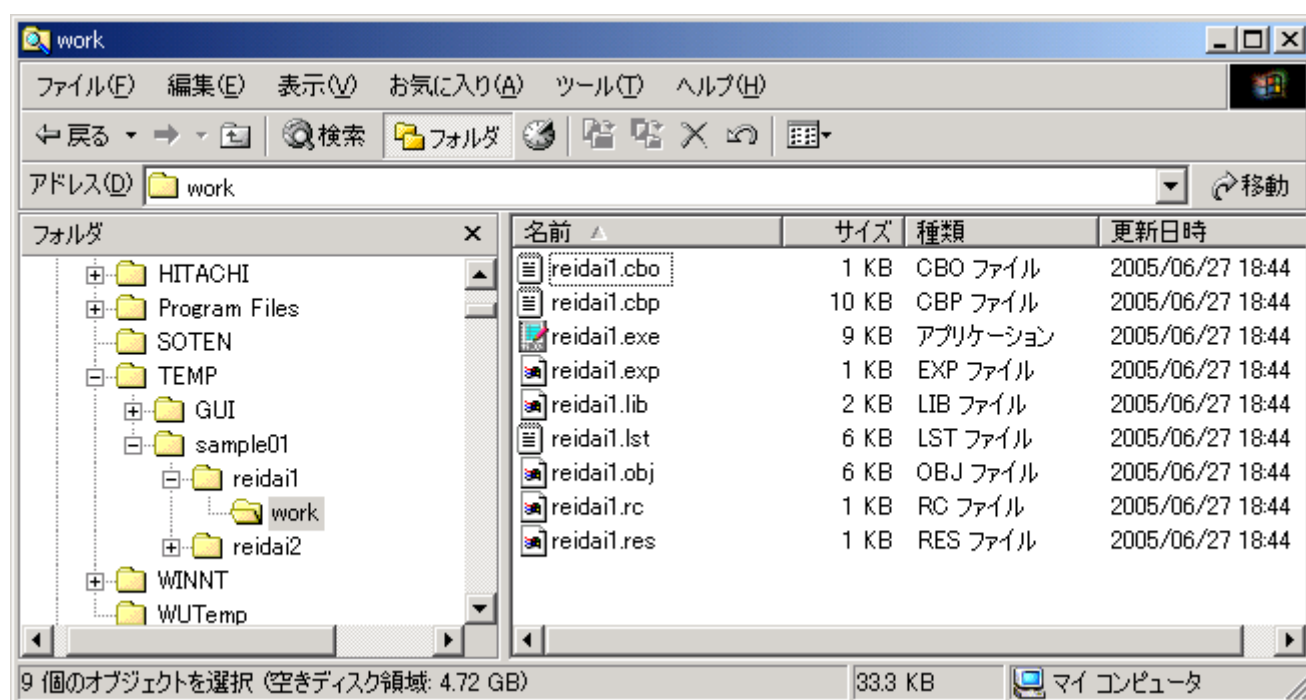 work
ファイル(F) 編集(E) 表示(V) お気に入り(A) ツール(T) ヘルプ(H)
戻る 検索 フォルダ
アドレス(D) work 移動
フォルダ
HITACHI
Program Files
SOTEN
TEMP
GUI
sample01
reidai1
work
reidai2
WINNT
WUTemp
名前 サイズ 種類 更新日時
reidai1.cbo 1 KB CBO ファイル 2005/06/27 18:44
reidai1.cbp 10 KB CBP ファイル 2005/06/27 18:44
reidai1.exe 9 KB アプリケーション 2005/06/27 18:44
reidai1.exp 1 KB EXP ファイル 2005/06/27 18:44
reidai1.lib 2 KB LIB ファイル 2005/06/27 18:44
reidai1.lst 6 KB LST ファイル 2005/06/27 18:44
reidai1.obj 6 KB OBJ ファイル 2005/06/27 18:44
reidai1.rc 1 KB RC ファイル 2005/06/27 18:44
reidai1.res 1 KB RES ファイル 2005/06/27 18:44
9 個のオブジェクトを選択 (空きディスク領域: 4.72 GB) 33.3 KB マイ コンピュータ